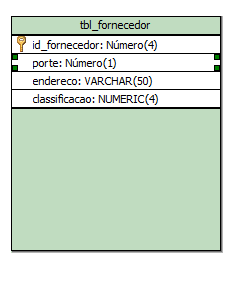 tbl_fornecedor
id_fornecedor: Número(4)
porte: Número(1)
endereco: VARCHAR(50)
classificacao: NUMERIC(4)